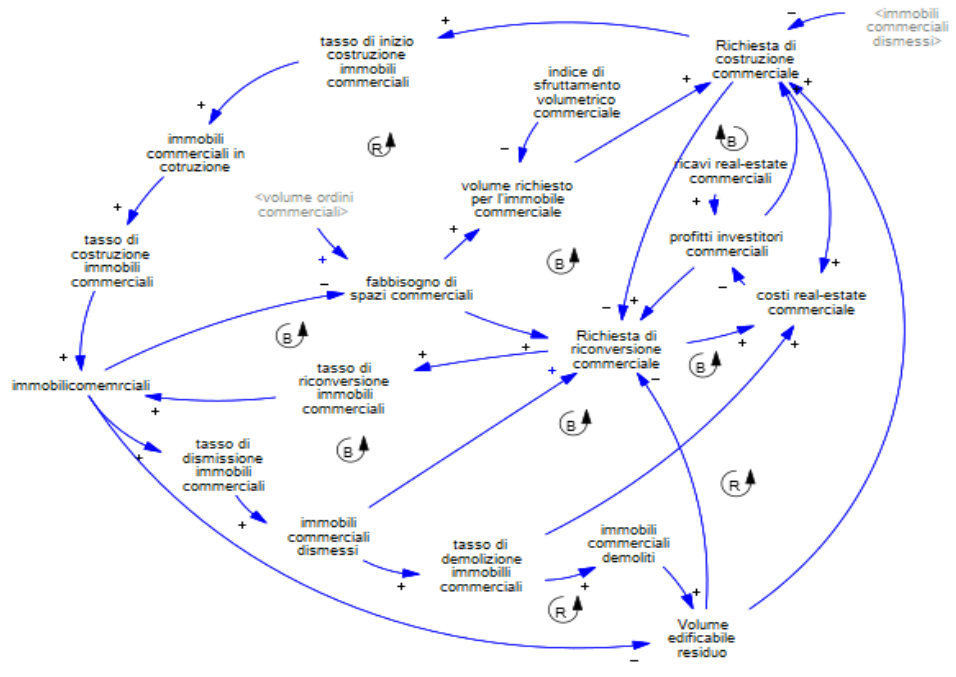 <immobili
commerciali
dismessi>
tasso di inizio
costruzione
immobili
commerciali
Richiesta di
costruzione
commerciale
indice di
sfruttamento
volumetrico
commerciale
immobili
commerciali in
cotruzione
R
B
ricavi real-estate
commerciali
<volume ordini
commerciali>
volume richiesto
per l'immobile
commerciale
tasso di
costruzione
immobili
commerciali
profitti investitori
commerciali
B
fabbisogno di
spazi commerciali
costi real-estate
commerciale
B
Richiesta di
riconversione
commerciale
B
immobilicomemrciali
tasso di
riconversione
immobili
commerciali
B
B
tasso di
dismissione
immobili
commerciali
R
immobili
commerciali
dismessi
tasso di
demolizione
immobilli
commerciali
immobili
commerciali
demoliti
R
Volume
edificabile
residuo